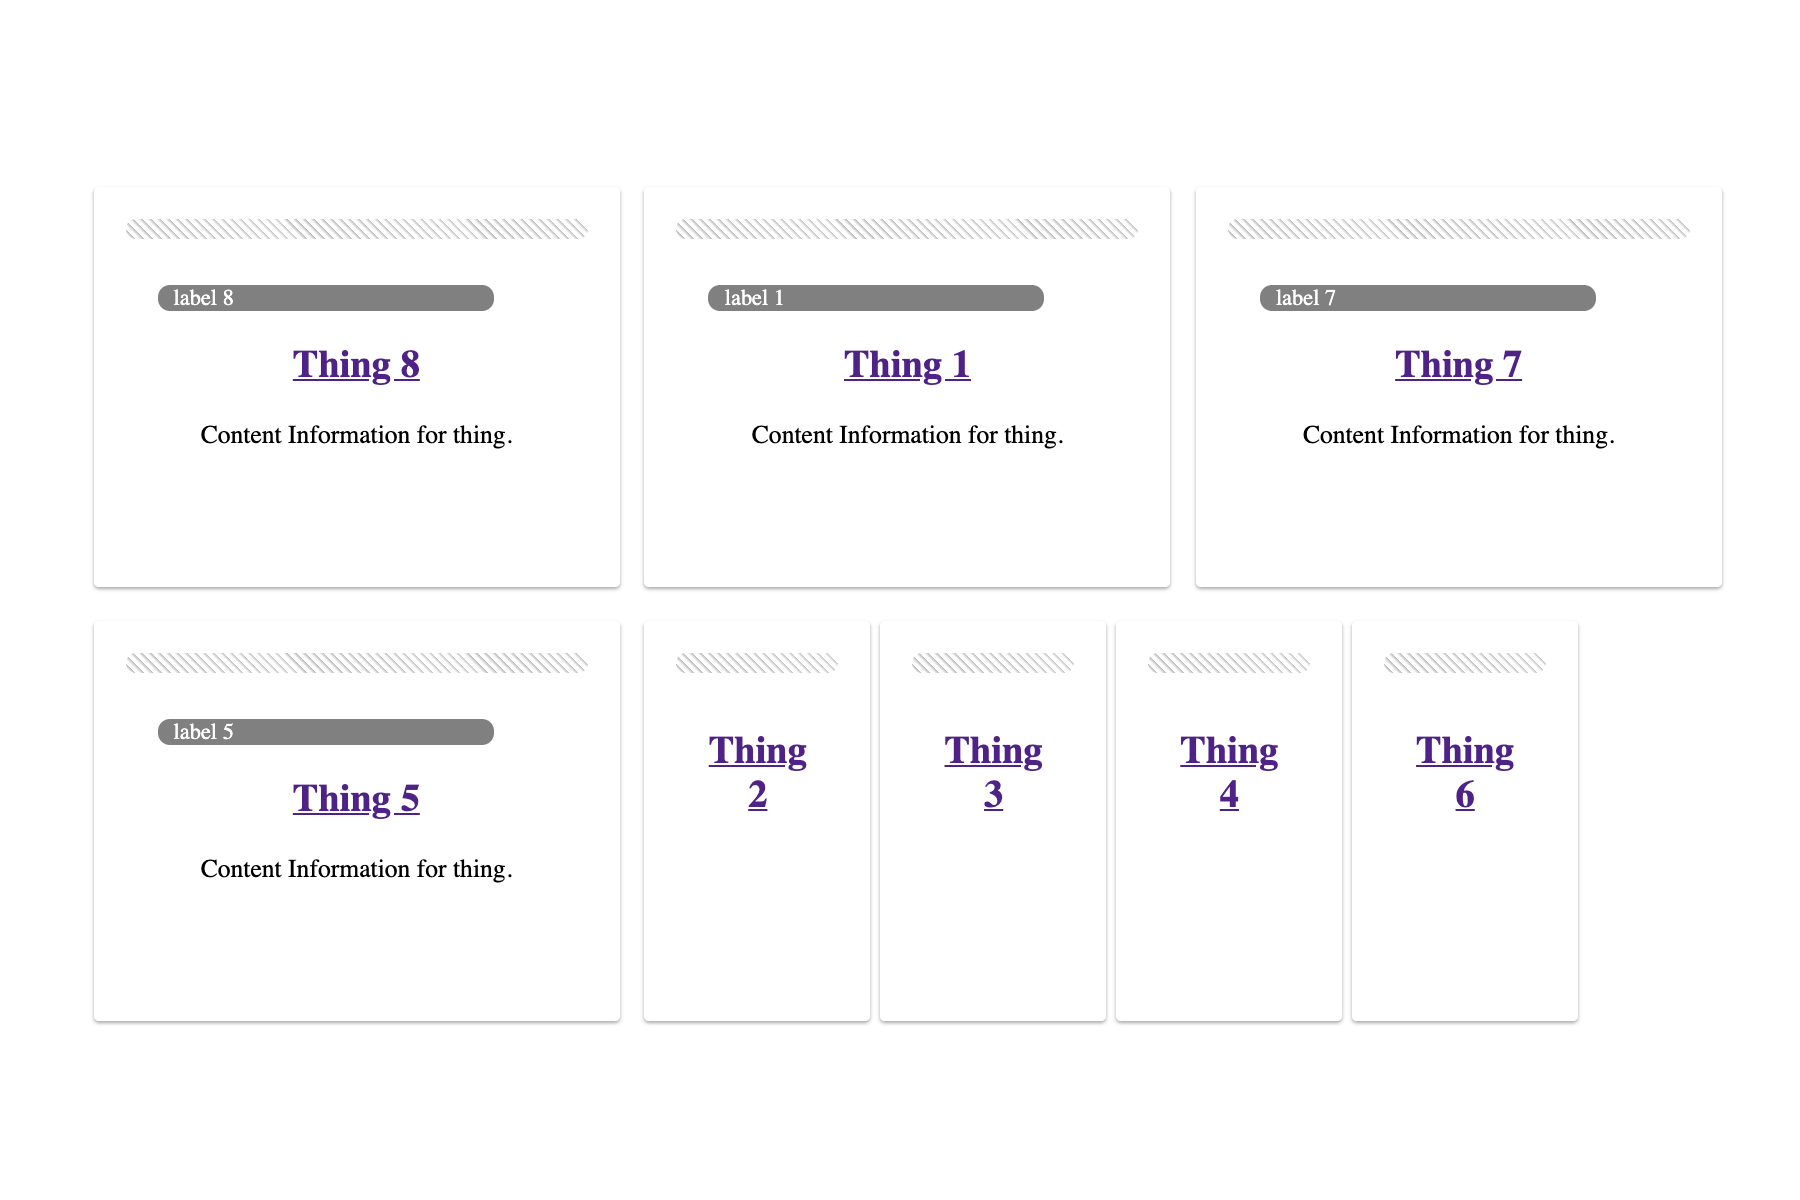 label 8
Thing 8
Content Information for thing.
label 1
Thing 1
Content Information for thing.
label 7
Thing 7
Content Information for thing.
label 5
Thing 5
Content Information for thing.
Thing
2
Thing
3
Thing
4
Thing
6